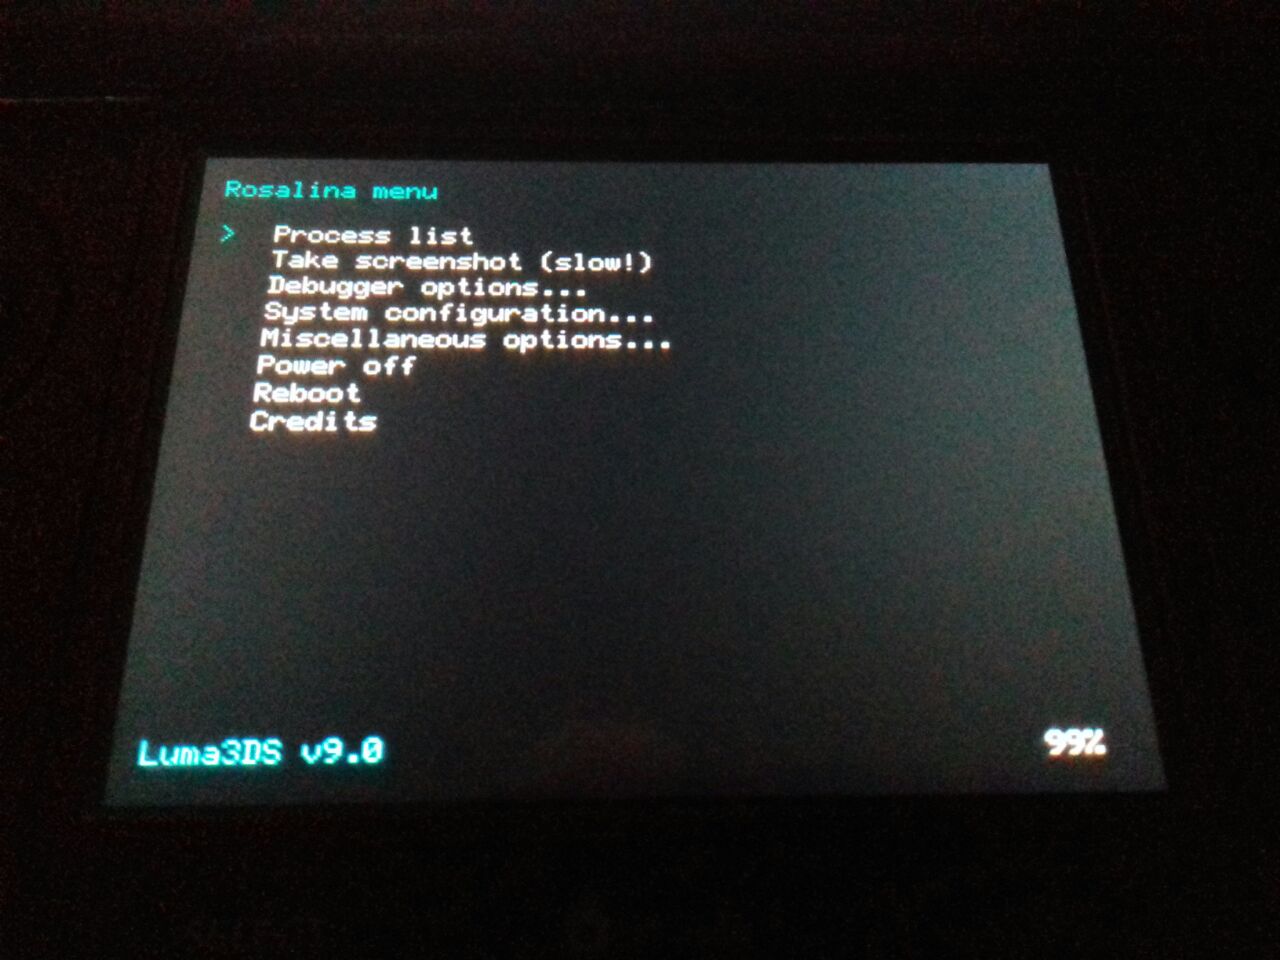 Rosalina menu
> Process list
Take screenshot (slow!)
Debugger options...
System configuration...
Miscellaneous options...
Power off
Reboot
Credits
Luma3DS v9.0
99%